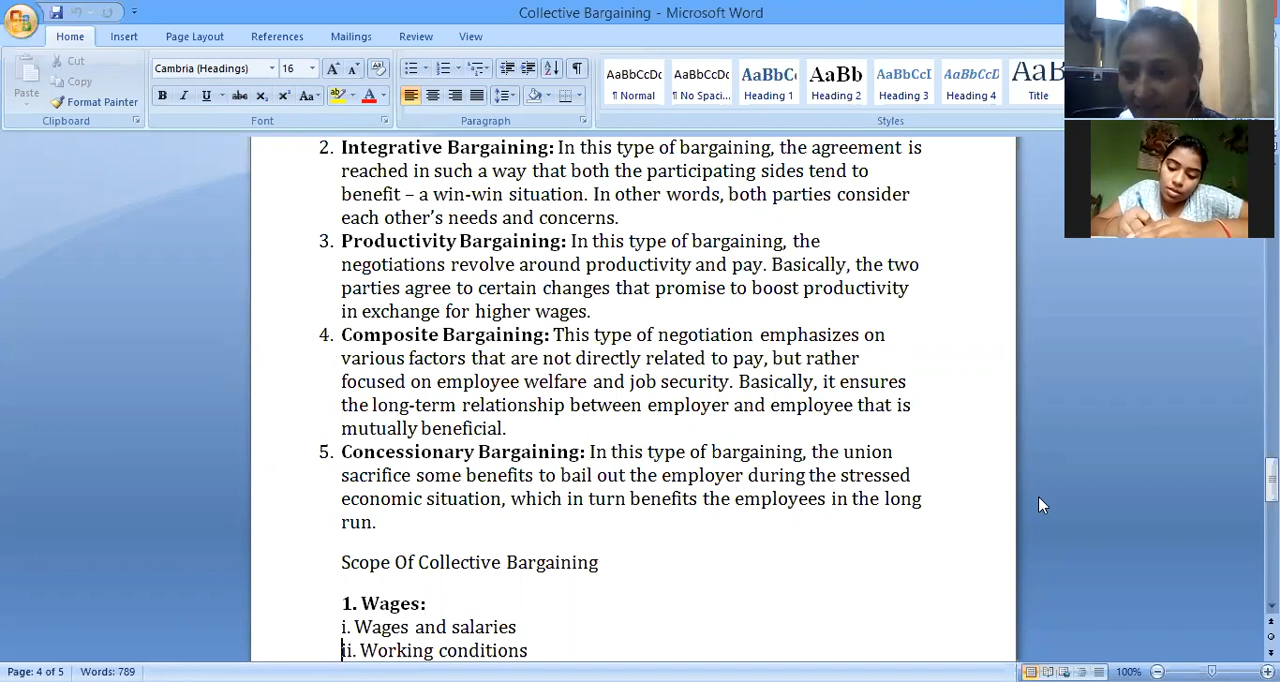 Collective Bargaining - Microsoft Word
Home Insert Page Layout References Mailings Review View
Cut
Copy
Paste
Format Painter
Cambria (Headings) 16
AaBbCcDc AaBbCcDc AaBbC AaBb AaBbCcI AaBbCcD AaB
¶ Normal ¶ No Spaci... Heading 1 Heading 2 Heading 3 Heading 4 Title
Clipboard Font Paragraph Styles
2. Integrative Bargaining: In this type of bargaining, the agreement is
reached in such a way that both the participating sides tend to
benefit – a win-win situation. In other words, both parties consider
each other's needs and concerns.
3. Productivity Bargaining: In this type of bargaining, the
negotiations revolve around productivity and pay. Basically, the two
parties agree to certain changes that promise to boost productivity
in exchange for higher wages.
4. Composite Bargaining: This type of negotiation emphasizes on
various factors that are not directly related to pay, but rather
focused on employee welfare and job security. Basically, it ensures
the long-term relationship between employer and employee that is
mutually beneficial.
5. Concessionary Bargaining: In this type of bargaining, the union
sacrifice some benefits to bail out the employer during the stressed
economic situation, which in turn benefits the employees in the long
run.
Scope Of Collective Bargaining
1. Wages:
i. Wages and salaries
ii. Working conditions
Page: 4 of 5 Words: 789 100%